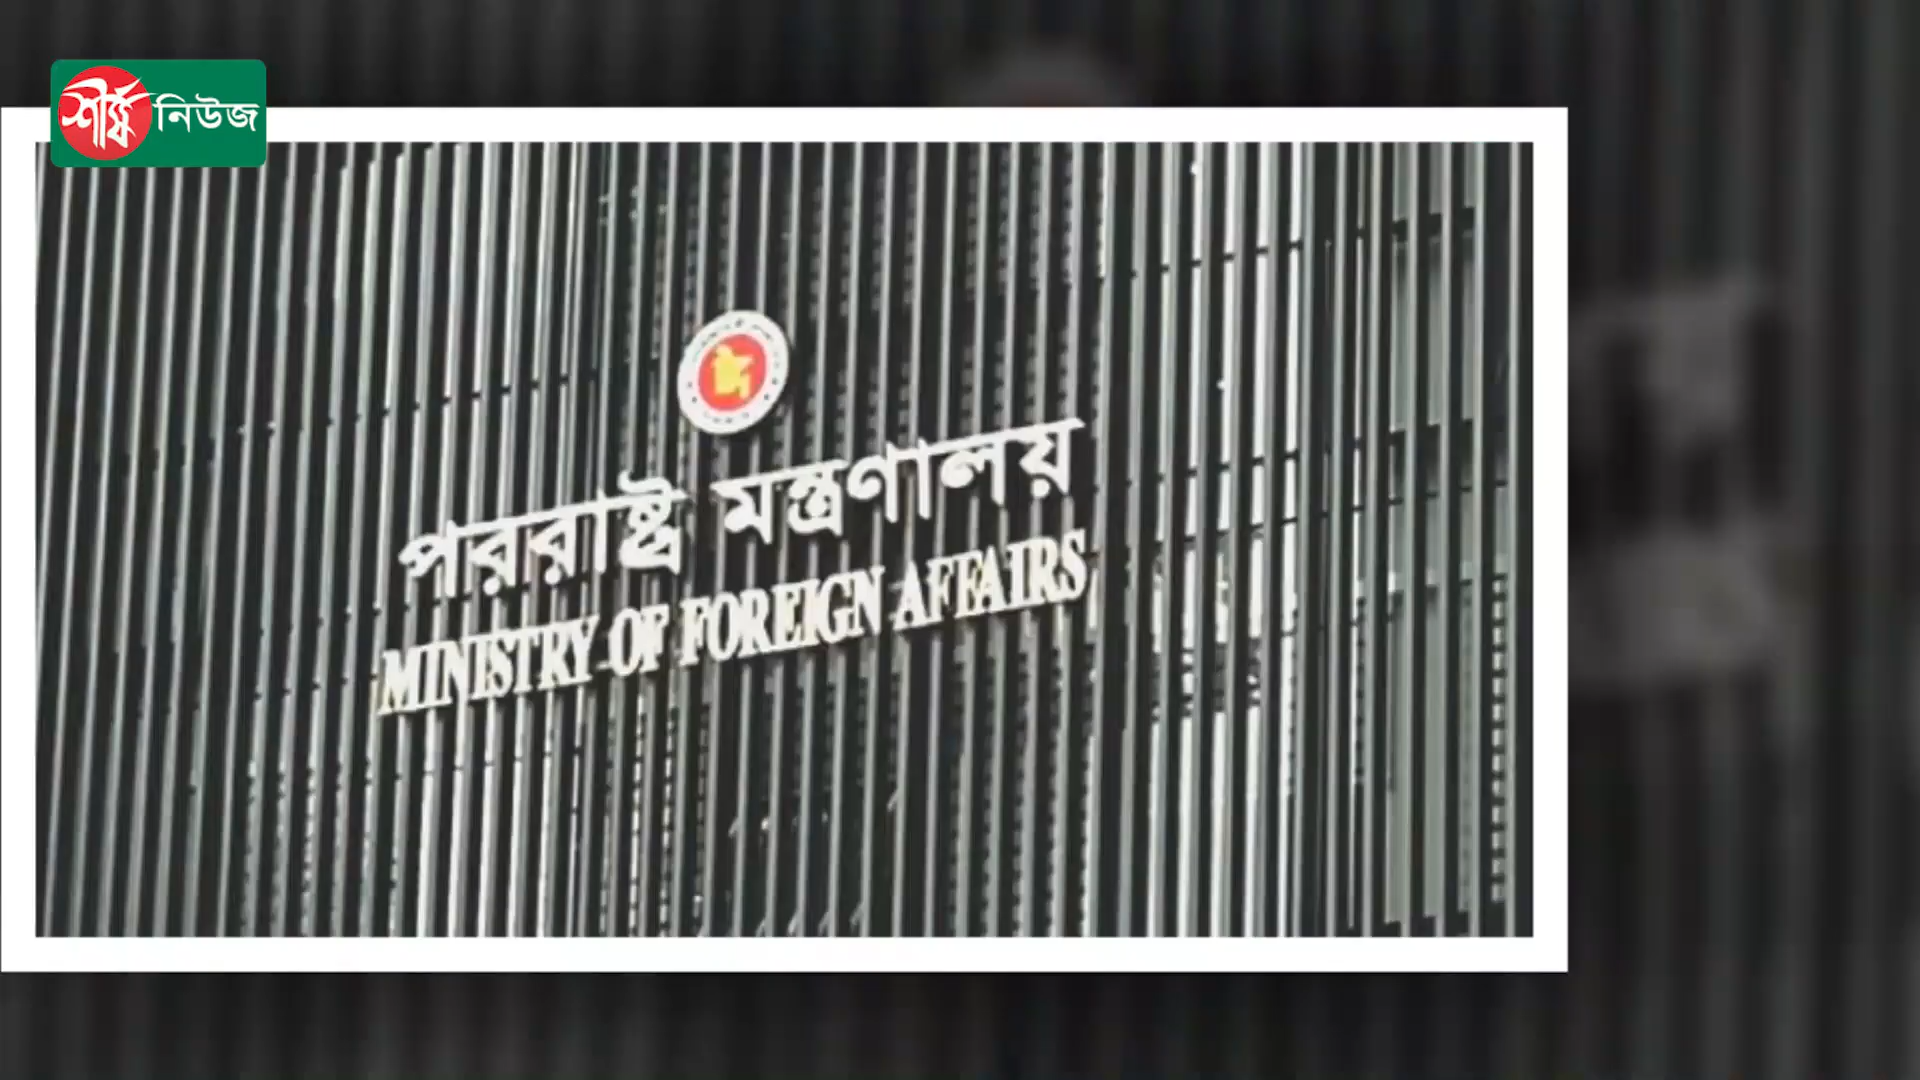 শীর্ষ নিউজ
পররাষ্ট্র মন্ত্রণালয়
MINISTRY OF FOREIGN AFFAIRS